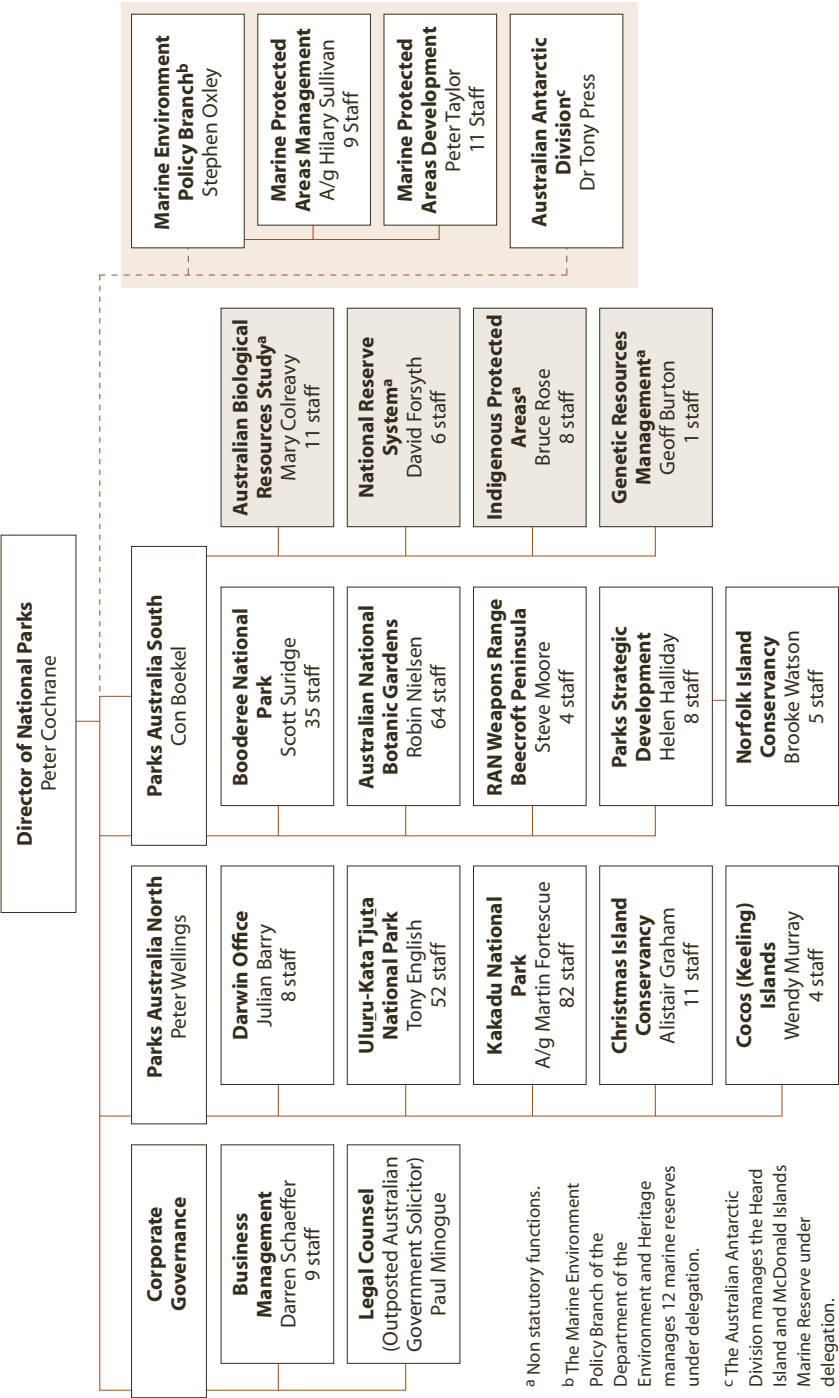 Director of National Parks
Peter Cochrane
Corporate
Governance
Business
Management
Darren Schaeffer
9 staff
Legal Counsel
(Outposted Australian
Government Solicitor)
Paul Minogue
Parks Australia North
Peter Wellings
Darwin Office
Julian Barry
8 staff
Uluṟu-Kata Tjuṯa
National Park
Tony English
52 staff
Kakadu National
Park
A/g Martin Fortescue
82 staff
Christmas Island
Conservancy
Alistair Graham
11 staff
Cocos (Keeling)
Islands
Wendy Murray
4 staff
Parks Australia South
Con Boekel
Booderee National
Park
Scott Suridge
35 staff
Australian National
Botanic Gardens
Robin Nielsen
64 staff
RAN Weapons Range
Beecroft Peninsula
Steve Moore
4 staff
Parks Strategic
Development
Helen Halliday
8 staff
Norfolk Island
Conservancy
Brooke Watson
5 staff
Australian Biological
Resources Studyᵃ
Mary Colreavy
11 staff
National Reserve
Systemᵃ
David Forsyth
6 staff
Indigenous Protected
Areasᵃ
Bruce Rose
8 staff
Genetic Resources
Managementᵃ
Geoff Burton
1 staff
Marine Environment
Policy Branchᵇ
Stephen Oxley
Marine Protected
Areas Management
A/g Hilary Sullivan
9 Staff
Marine Protected
Areas Development
Peter Taylor
11 Staff
Australian Antarctic
Divisionᶜ
Dr Tony Press
ᵃ Non statutory functions.
ᵇ The Marine Environment
Policy Branch of the
Department of the
Environment and Heritage
manages 12 marine reserves
under delegation.
ᶜ The Australian Antarctic
Division manages the Heard
Island and McDonald Islands
Marine Reserve under
delegation.